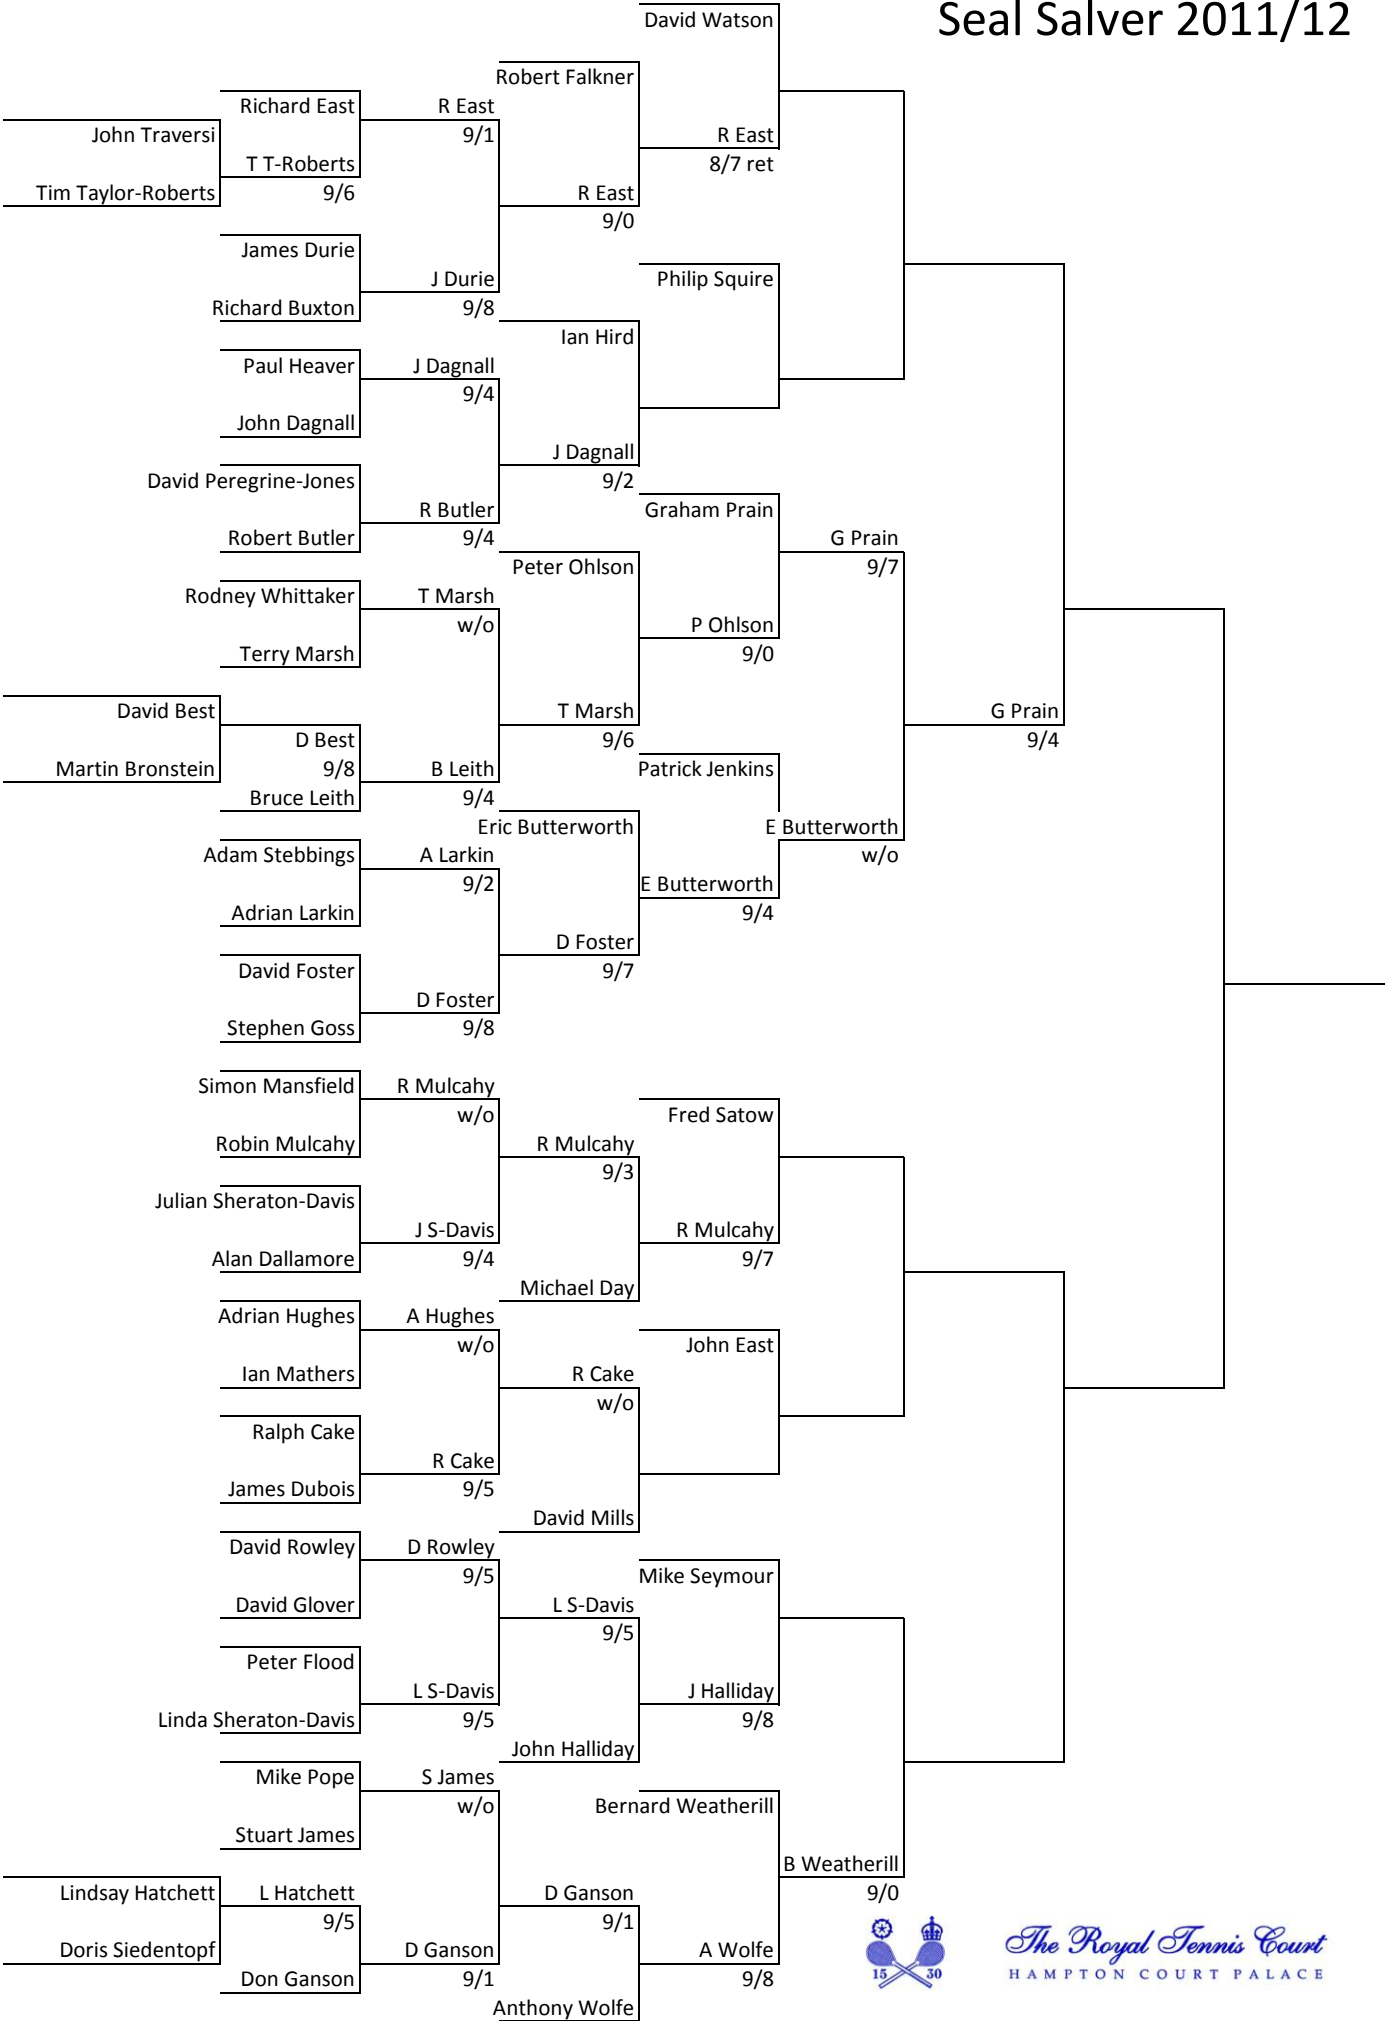 Seal Salver 2011/12
David Watson
Robert Falkner
Richard East
R East
John Traversi
9/1
R East
T T-Roberts
8/7 ret
Tim Taylor-Roberts
9/6
R East
9/0
James Durie
J Durie
Philip Squire
Richard Buxton
9/8
Ian Hird
Paul Heaver
J Dagnall
9/4
John Dagnall
J Dagnall
David Peregrine-Jones
9/2
R Butler
Graham Prain
Robert Butler
9/4
G Prain
Peter Ohlson
9/7
Rodney Whittaker
T Marsh
w/o
P Ohlson
Terry Marsh
9/0
David Best
T Marsh
G Prain
D Best
9/6
9/4
Martin Bronstein
9/8
B Leith
Patrick Jenkins
Bruce Leith
9/4
Eric Butterworth
E Butterworth
Adam Stebbings
A Larkin
w/o
9/2
E Butterworth
Adrian Larkin
9/4
D Foster
David Foster
9/7
D Foster
Stephen Goss
9/8
Simon Mansfield
R Mulcahy
w/o
Fred Satow
Robin Mulcahy
R Mulcahy
9/3
Julian Sheraton-Davis
J S-Davis
R Mulcahy
Alan Dallamore
9/4
9/7
Michael Day
Adrian Hughes
A Hughes
w/o
John East
Ian Mathers
R Cake
w/o
Ralph Cake
R Cake
James Dubois
9/5
David Mills
David Rowley
D Rowley
9/5
Mike Seymour
David Glover
L S-Davis
9/5
Peter Flood
L S-Davis
J Halliday
Linda Sheraton-Davis
9/5
9/8
John Halliday
Mike Pope
S James
w/o
Bernard Weatherill
Stuart James
B Weatherill
Lindsay Hatchett
L Hatchett
D Ganson
9/0
9/5
9/1
Doris Siedentopf
D Ganson
A Wolfe
Don Ganson
9/1
9/8
Anthony Wolfe
15 30
The Royal Tennis Court
HAMPTON COURT PALACE